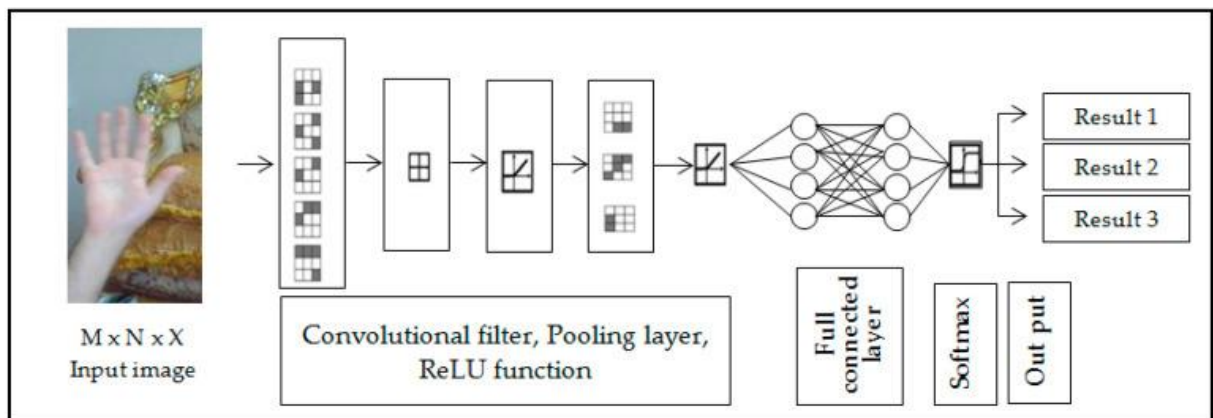 M x N x X
Input image
Convolutional filter, Pooling layer,
ReLU function
Full
connected
layer
Softmax
Out put
Result 1
Result 2
Result 3